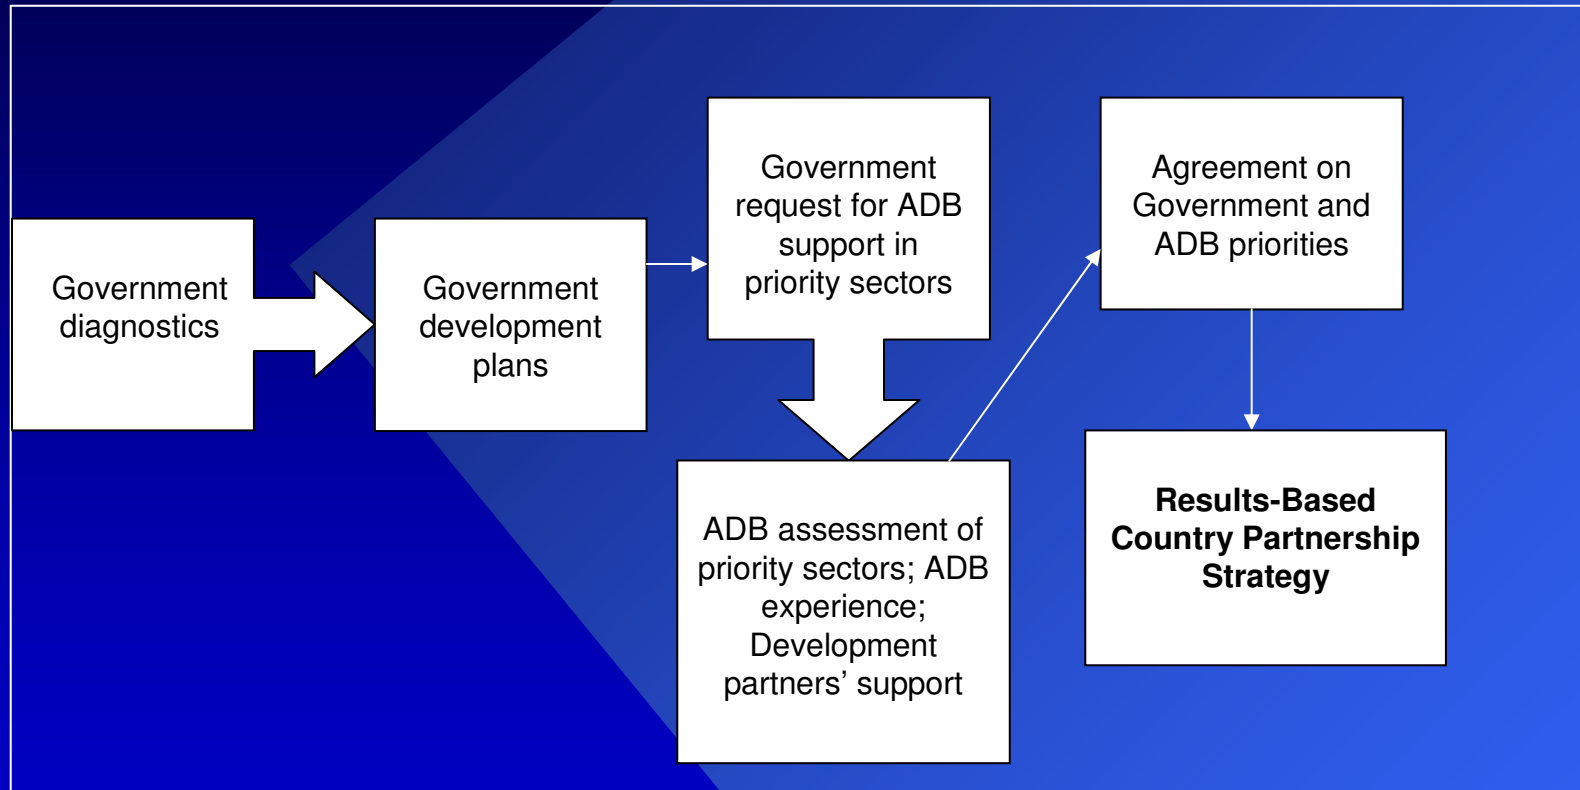 Government
diagnostics
Government
development
plans
Government
request for ADB
support in
priority sectors
ADB assessment of
priority sectors; ADB
experience;
Development
partners’ support
Agreement on
Government and
ADB priorities
Results-Based
Country Partnership
Strategy